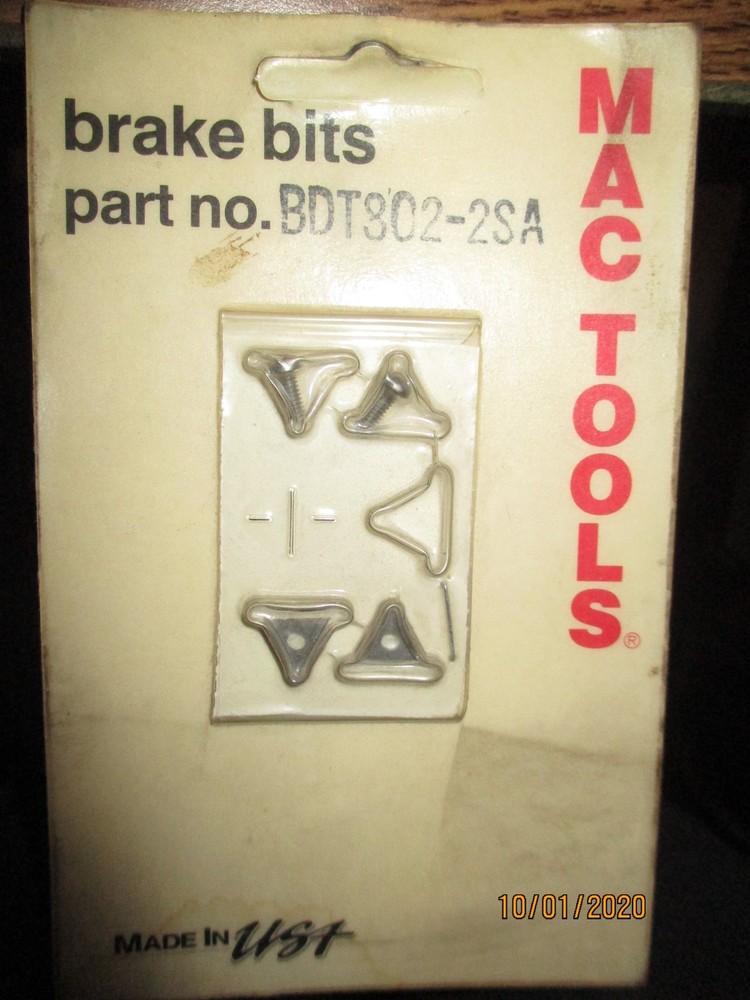 brake bits
part no. BDT802-2SA
MAC TOOLS®
MADE IN USA
10/01/2020